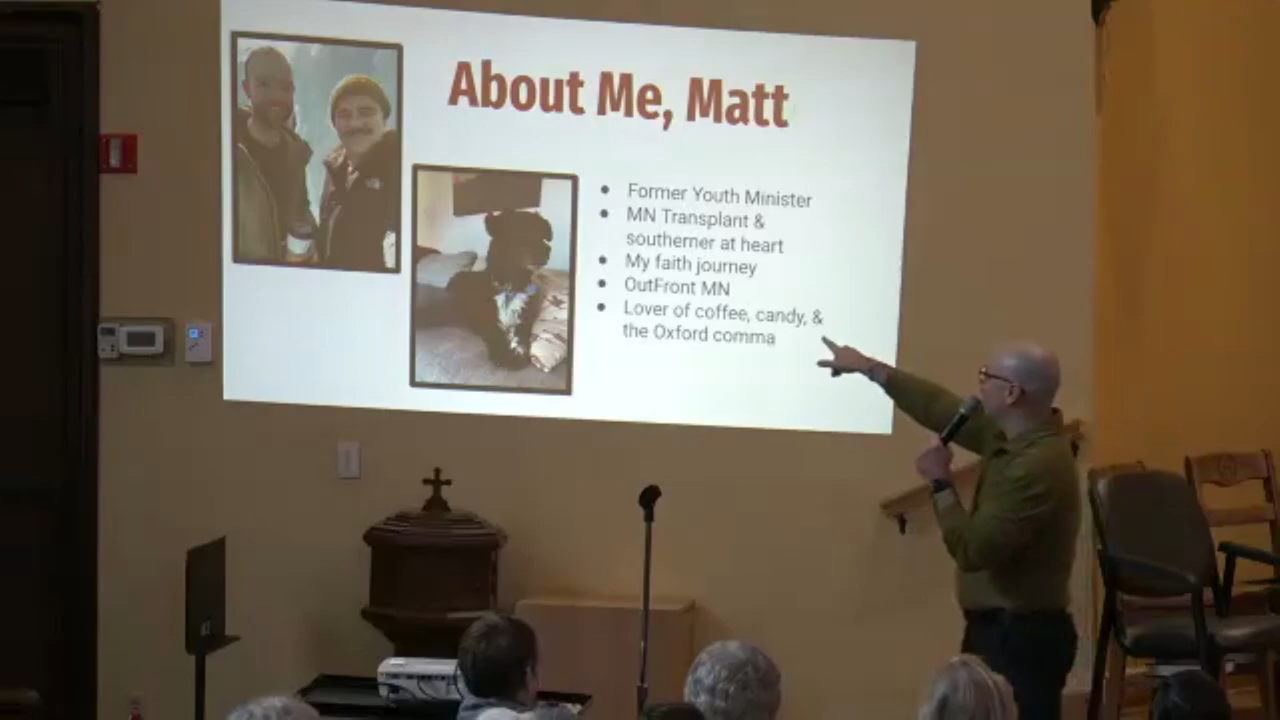 About Me, Matt
• Former Youth Minister
• MN Transplant &
southerner at heart
• My faith journey
• OutFront MN
• Lover of coffee, candy, &
the Oxford comma